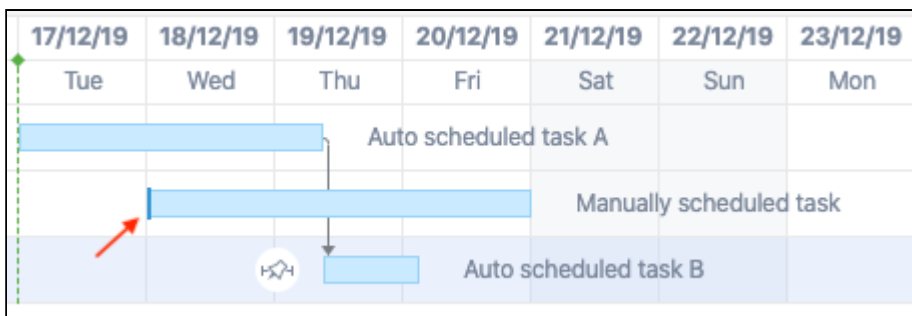 17/12/19 18/12/19 19/12/19 20/12/19 21/12/19 22/12/19 23/12/19
Tue Wed Thu Fri Sat Sun Mon
Auto scheduled task A
Manually scheduled task
Auto scheduled task B